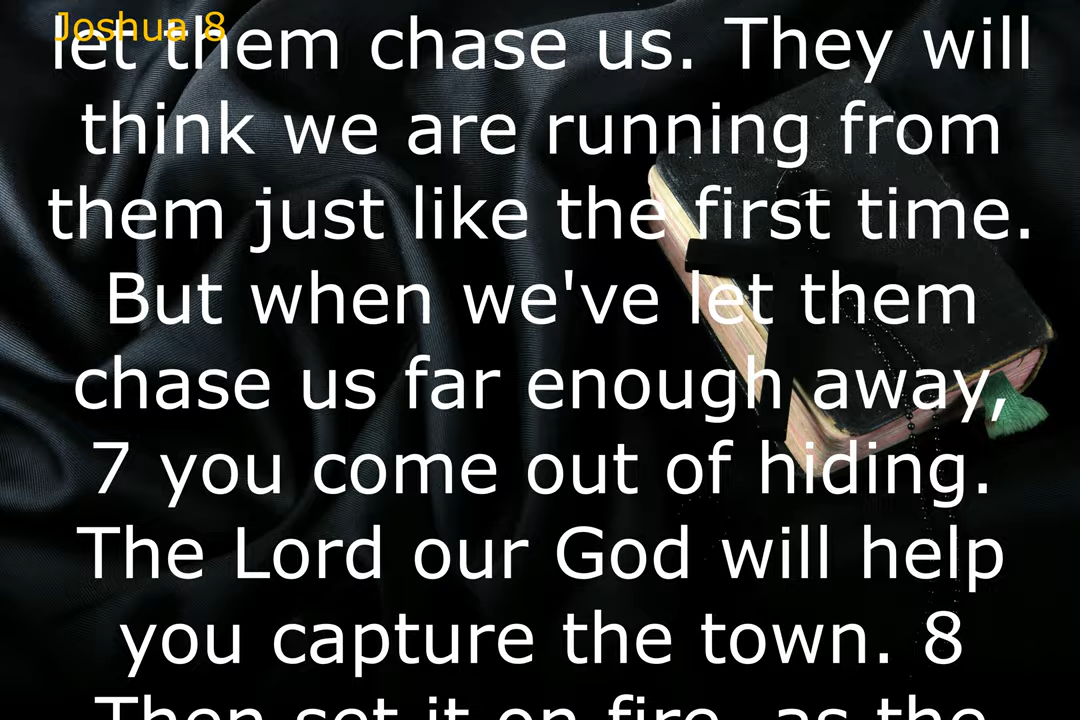 Joshua 8
let them chase us. They will
think we are running from
them just like the first time.
But when we've let them
chase us far enough away,
7 you come out of hiding.
The Lord our God will help
you capture the town. 8
Then set it on fire, as the